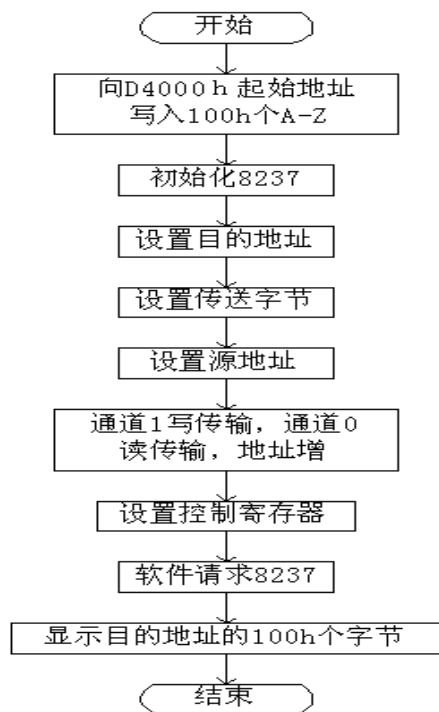 开始
向D4000h起始地址
写入100h个A-Z
初始化8237
设置目的地址
设置传送字节
设置源地址
通道1写传输，通道0
读传输，地址增
设置控制寄存器
软件请求8237
显示目的地址的100h个字节
结束